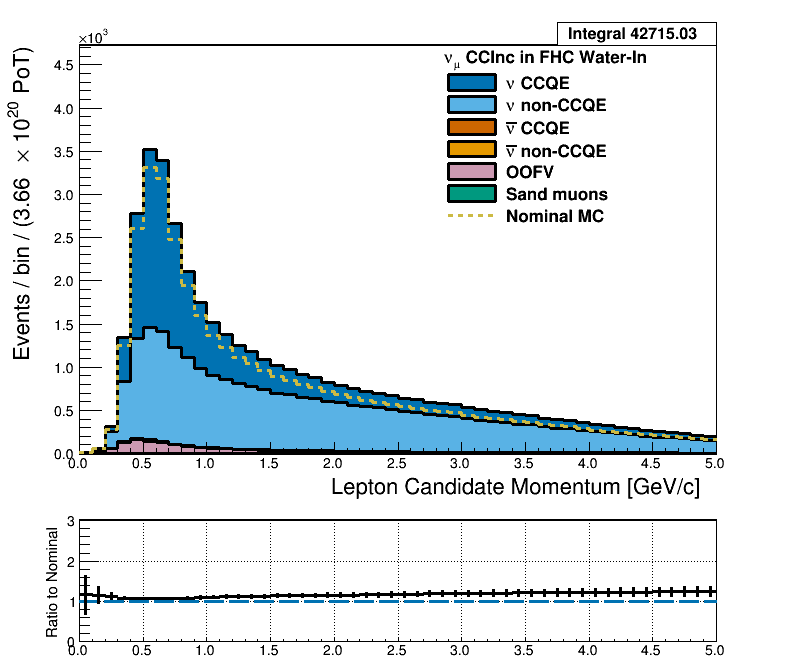 Integral 42715.03
×10³
ν_μ CCInc in FHC Water-In
ν CCQE
ν non-CCQE
ν̅ CCQE
ν̅ non-CCQE
OOFV
Sand muons
Nominal MC
Events / bin / (3.66 × 10²⁰ PoT)
4.5
4.0
3.5
3.0
2.5
2.0
1.5
1.0
0.5
0.0
0.0 0.5 1.0 1.5 2.0 2.5 3.0 3.5 4.0 4.5 5.0
Lepton Candidate Momentum [GeV/c]
Ratio to Nominal
3
2
1
0
0.0 0.5 1.0 1.5 2.0 2.5 3.0 3.5 4.0 4.5 5.0